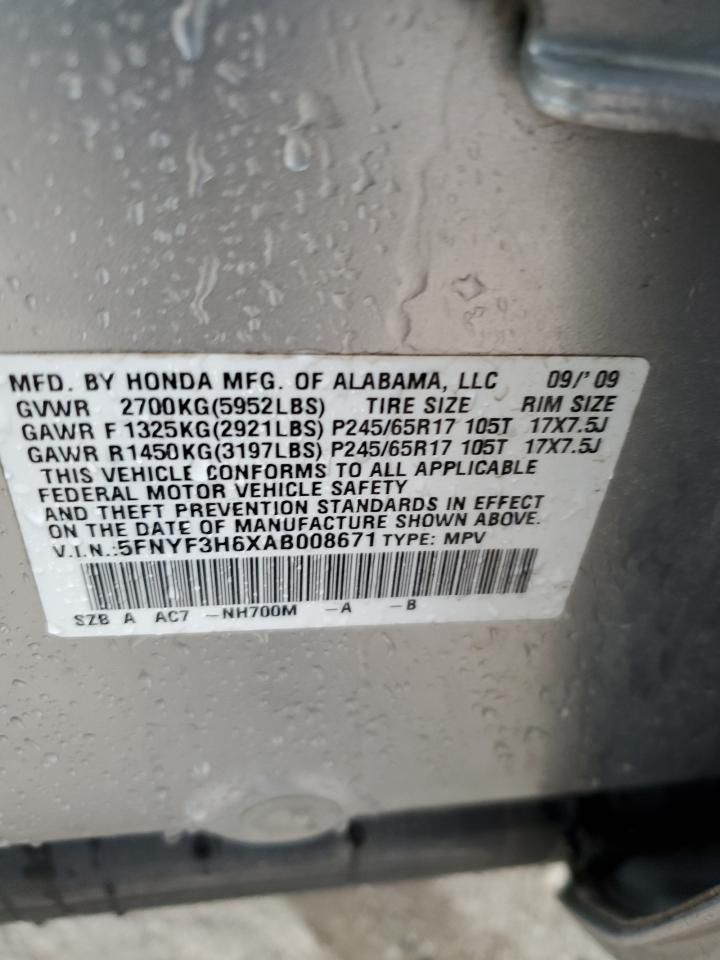 MFD. BY HONDA MFG. OF ALABAMA, LLC 09/'09
GVWR 2700KG(5952LBS) TIRE SIZE RIM SIZE
GAWR F 1325KG(2921LBS) P245/65R17 105T 17X7.5J
GAWR R1450KG(3197LBS) P245/65R17 105T 17X7.5J
THIS VEHICLE CONFORMS TO ALL APPLICABLE
FEDERAL MOTOR VEHICLE SAFETY
AND THEFT PREVENTION STANDARDS IN EFFECT
ON THE DATE OF MANUFACTURE SHOWN ABOVE.
V.I.N.:5FNYF3H6XAB008671 TYPE: MPV
SZB A AC7 -NH700M -A -B